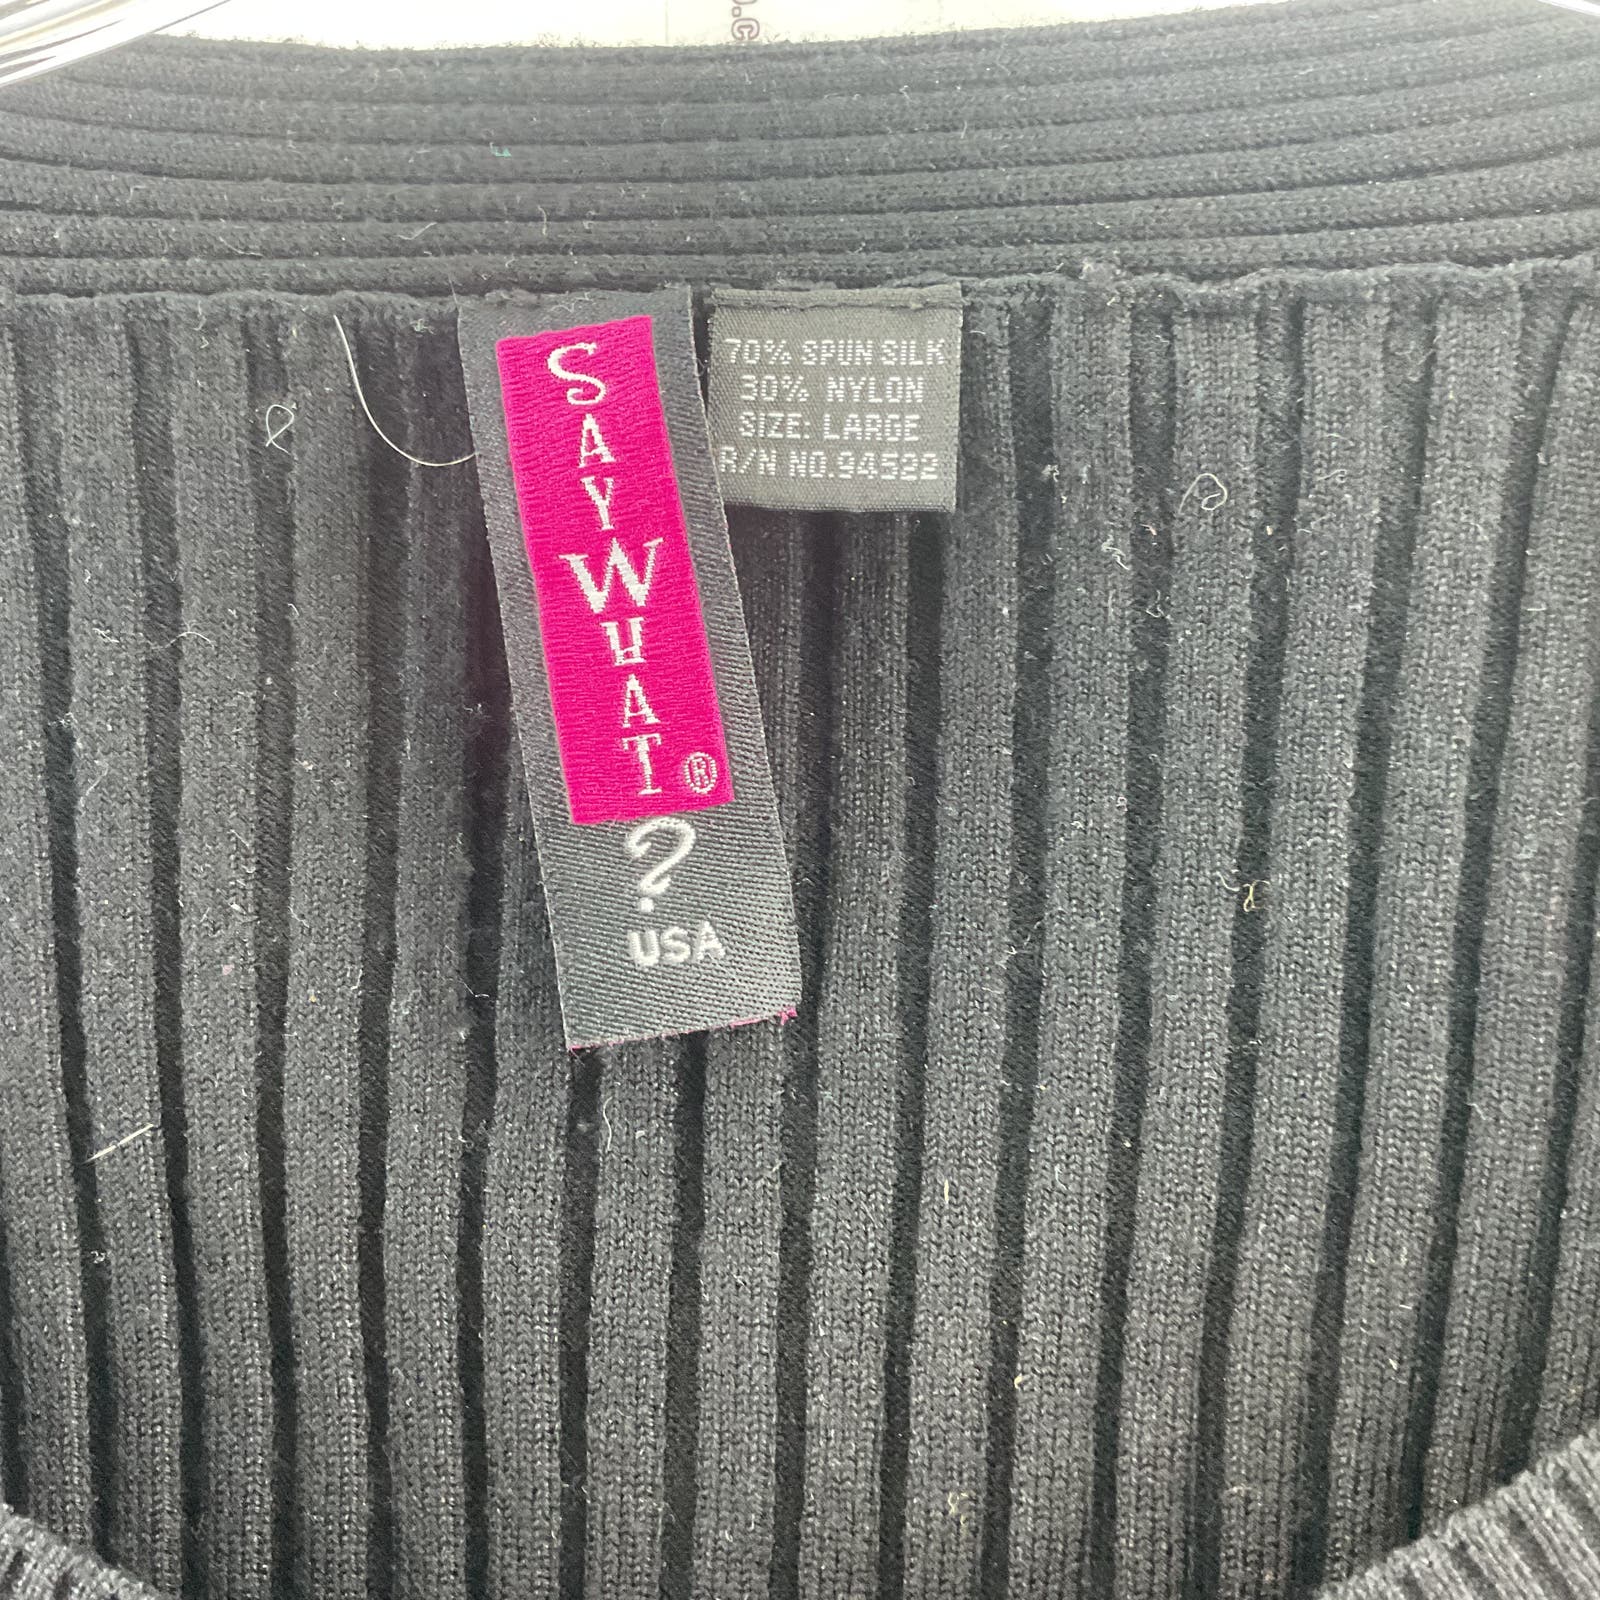 SAY WHAT ®
?
USA
70% SPUN SILK
30% NYLON
SIZE: LARGE
R/N NO.94522